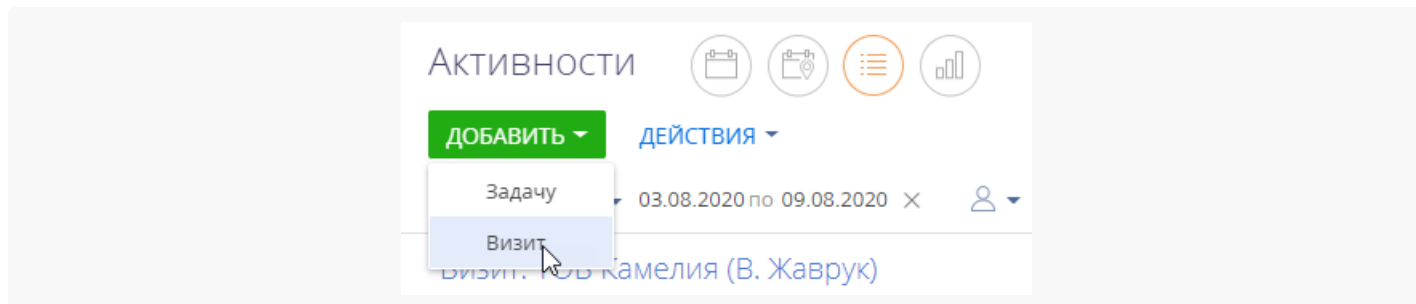 Активности
ДОБАВИТЬ ДЕЙСТВИЯ
Задачу
03.08.2020 по 09.08.2020
Визит
Визит: ТОВ Камелия (В. Жаврук)